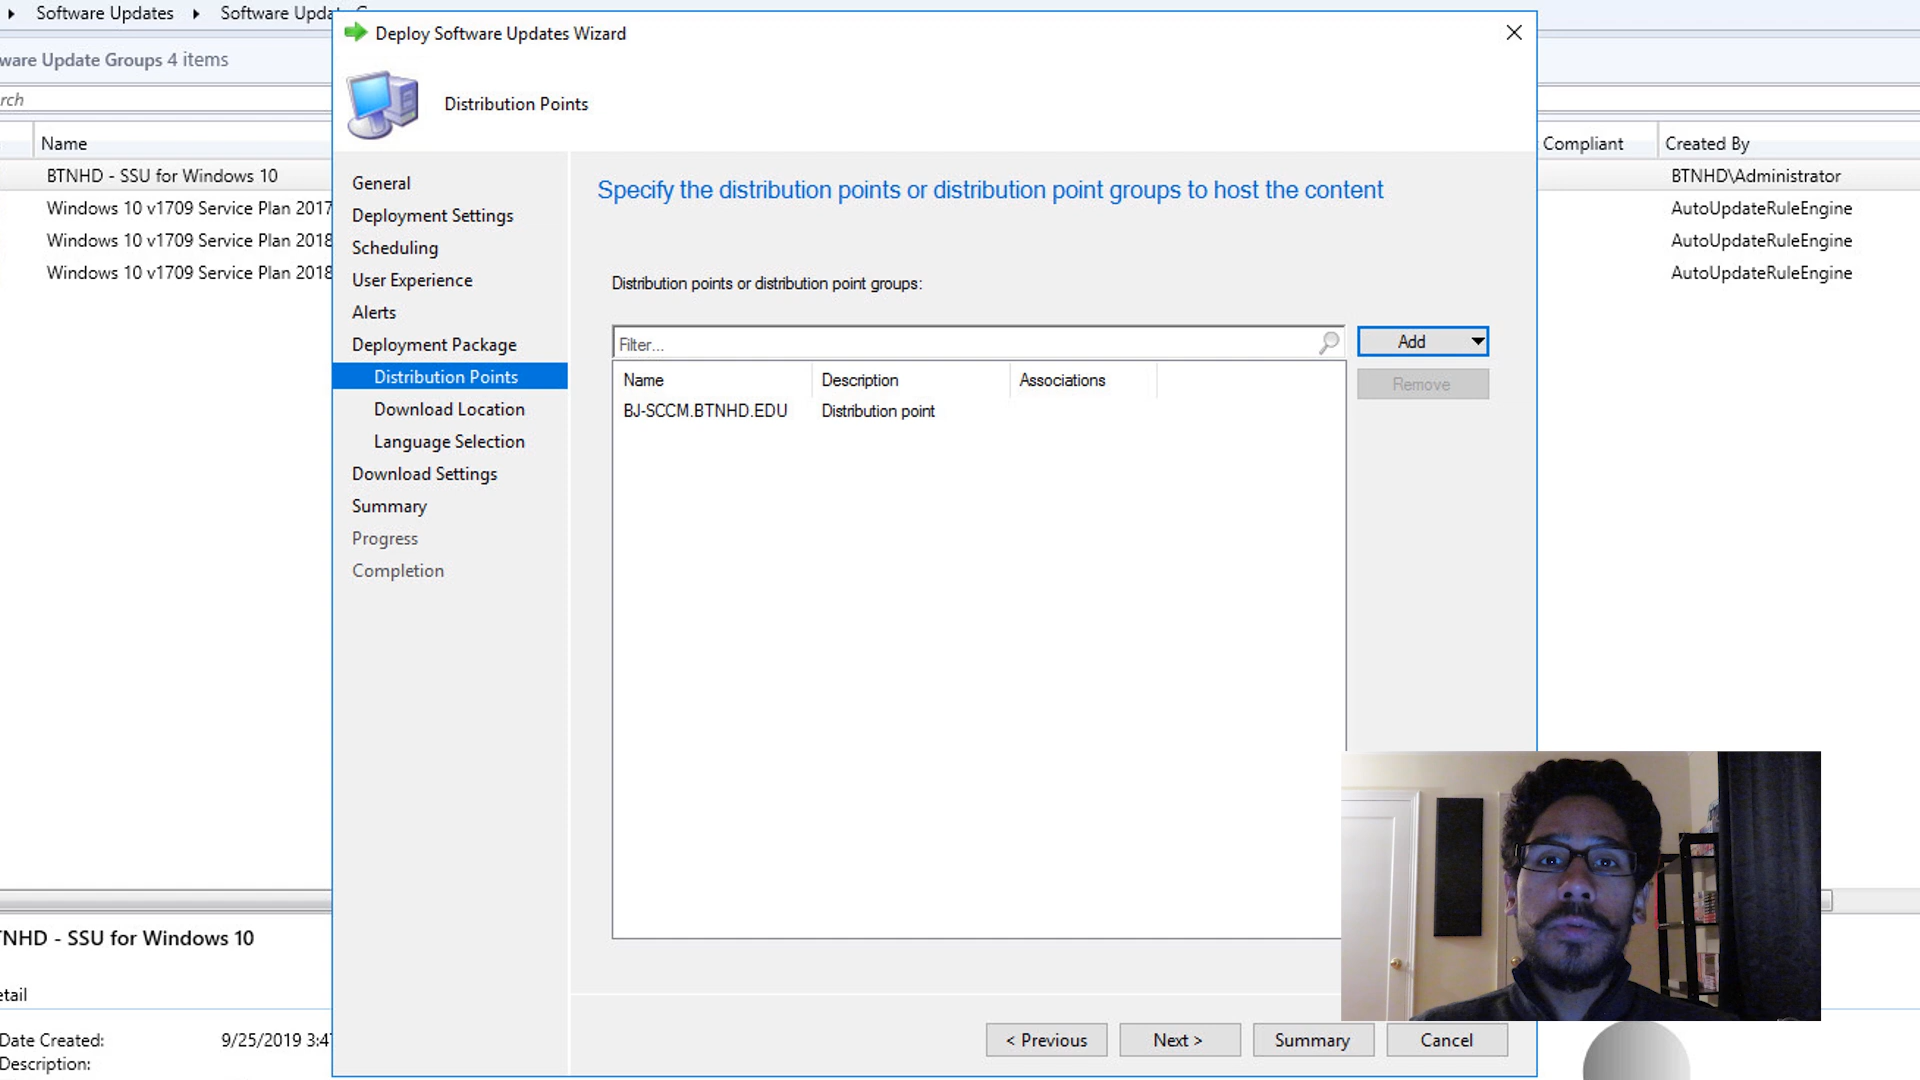 Software Updates
Deploy Software Updates Wizard
ware Update Groups 4 items
Distribution Points
rch
Name
Compliant
Created By
BTNHD - SSU for Windows 10
BTNHD\Administrator
Windows 10 v1709 Service Plan 2017
AutoUpdateRuleEngine
Windows 10 v1709 Service Plan 2018
AutoUpdateRuleEngine
Windows 10 v1709 Service Plan 2018
AutoUpdateRuleEngine
General
Deployment Settings
Scheduling
User Experience
Alerts
Deployment Package
Distribution Points
Download Location
Language Selection
Download Settings
Summary
Progress
Completion
Specify the distribution points or distribution point groups to host the content
Distribution points or distribution point groups:
Filter...
Add
Remove
Name
Description
Associations
BJ-SCCM.BTNHD.EDU
Distribution point
TNHD - SSU for Windows 10
etail
Date Created:
9/25/2019 3:47
Description:
< Previous
Next >
Summary
Cancel